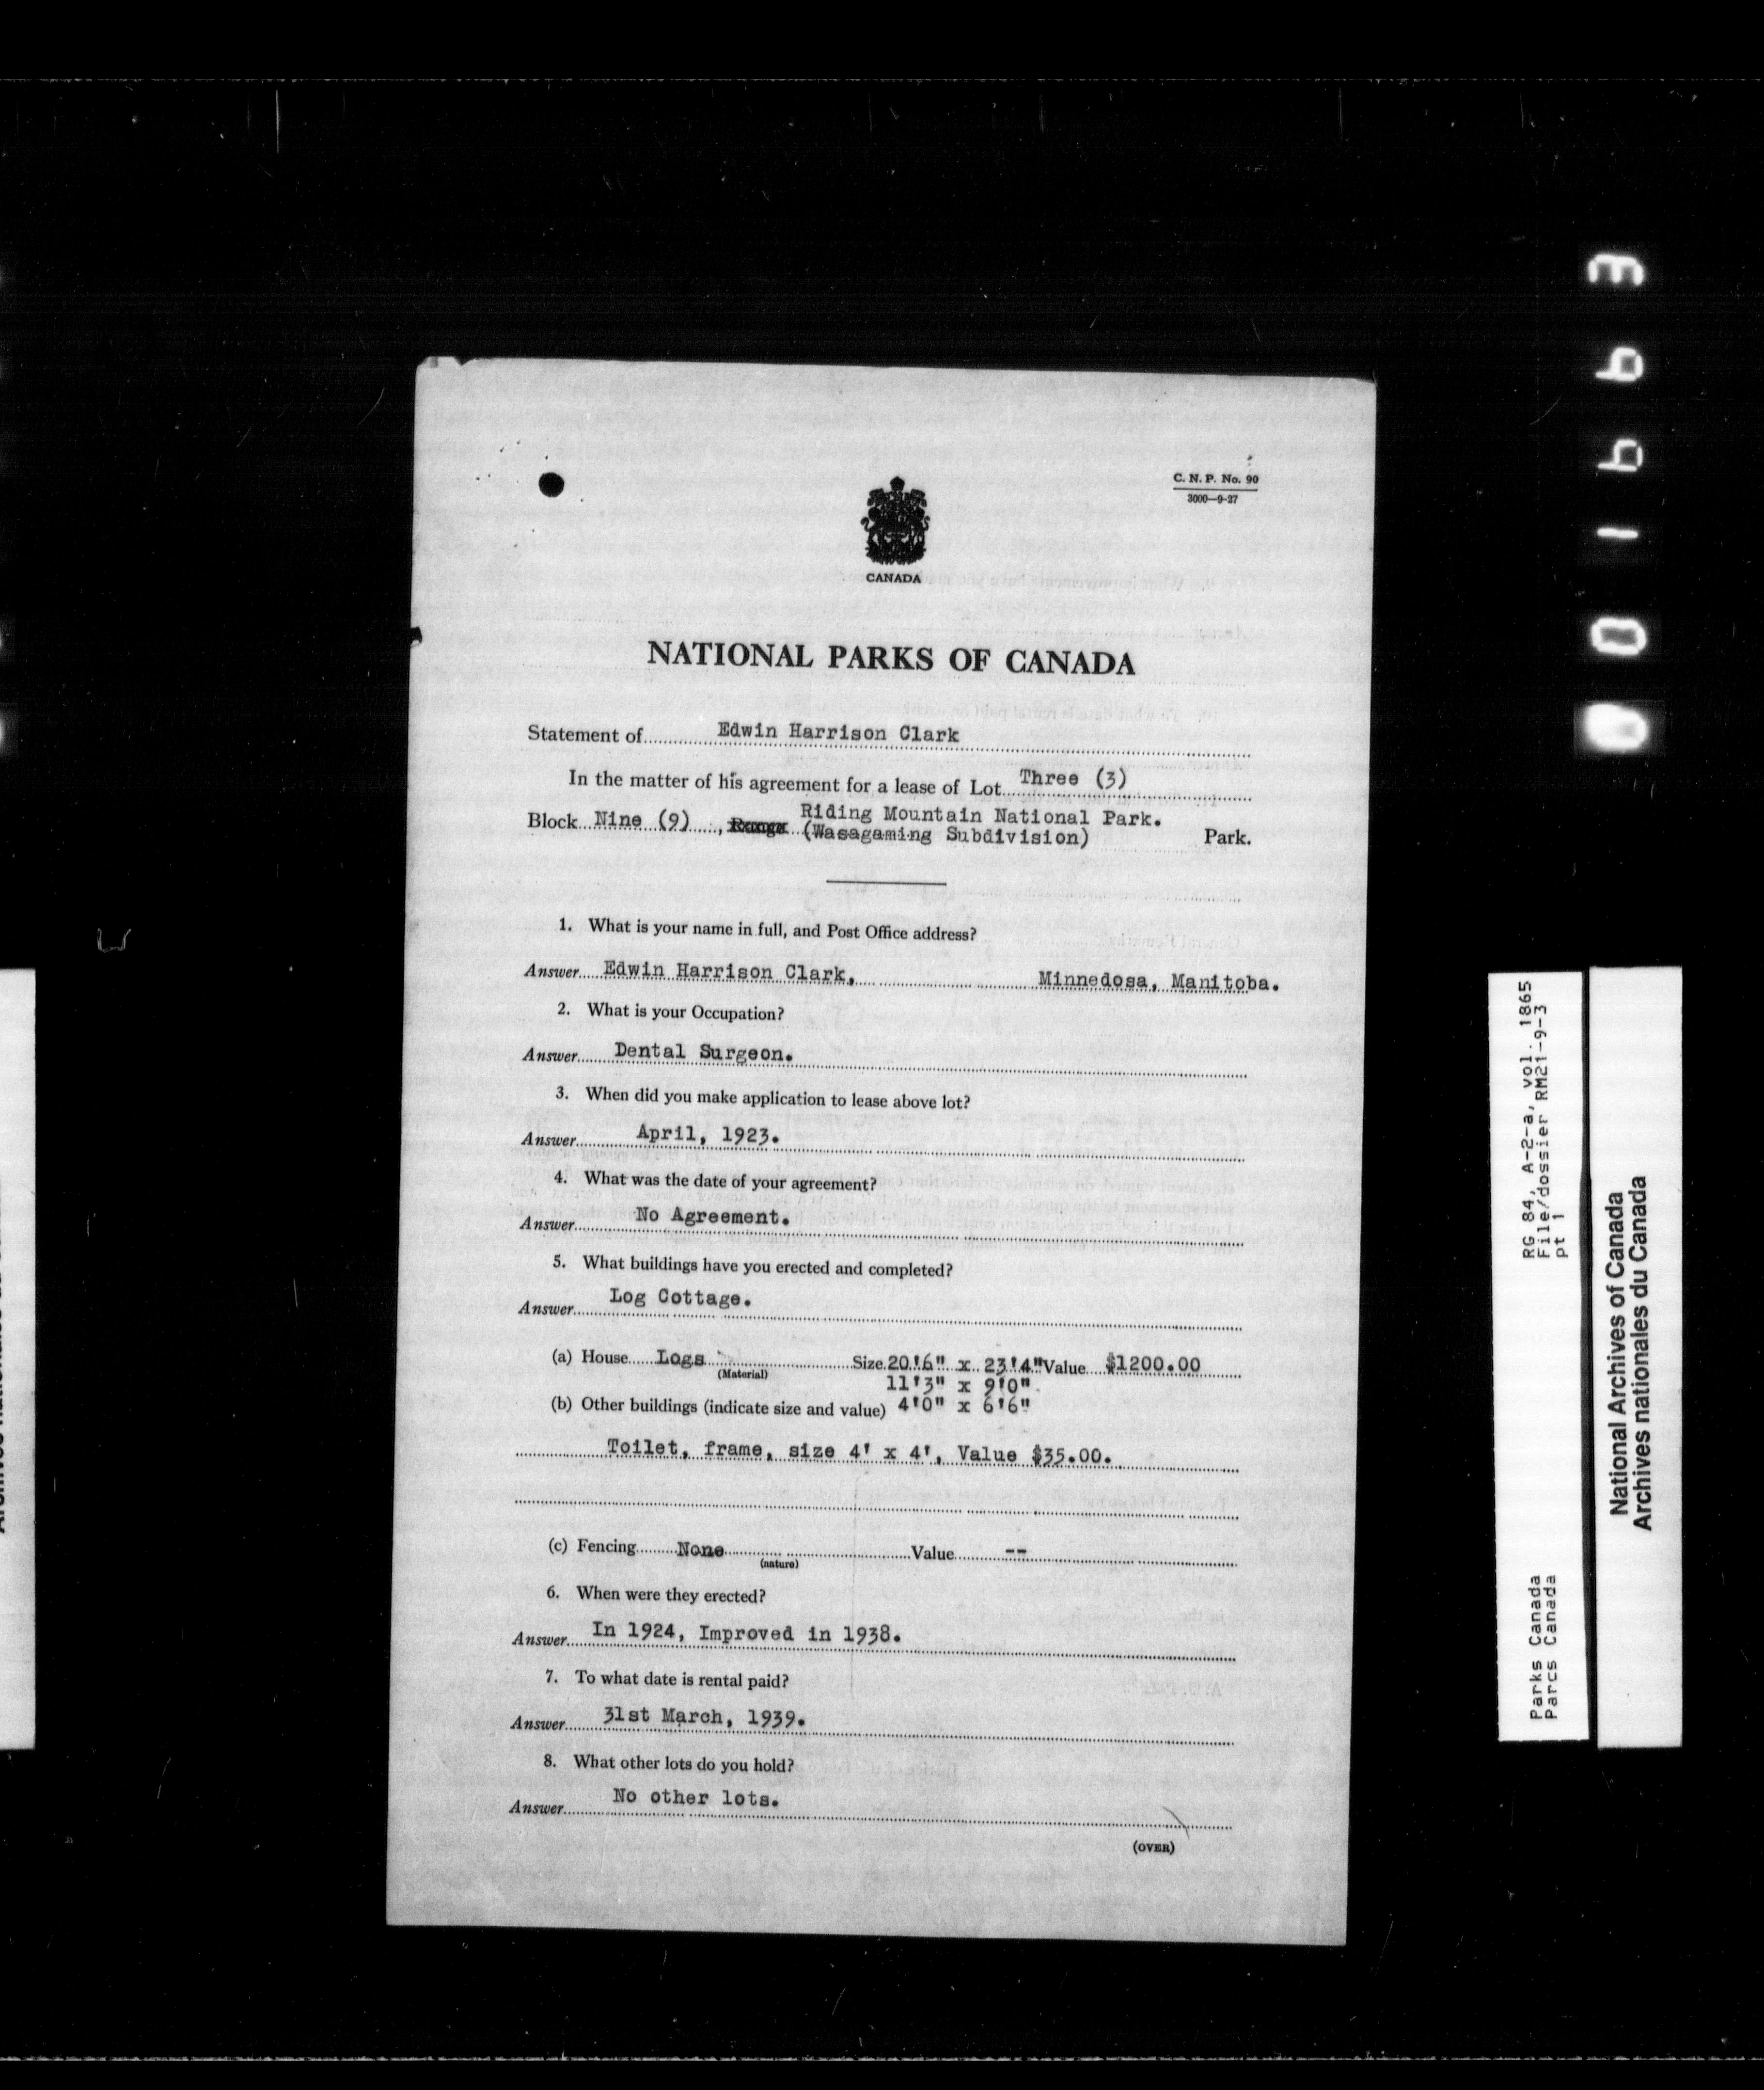 C. N. P. No. 90
3000—9-27
CANADA
NATIONAL PARKS OF CANADA
Statement of Edwin Harrison Clark
In the matter of his agreement for a lease of Lot Three (3)
Riding Mountain National Park.
Block Nine (9), Range (Wasagaming Subdivision) Park.
1. What is your name in full, and Post Office address?
Answer Edwin Harrison Clark, Minnedosa, Manitoba.
2. What is your Occupation?
Answer Dental Surgeon.
3. When did you make application to lease above lot?
Answer April, 1923.
4. What was the date of your agreement?
Answer No Agreement.
5. What buildings have you erected and completed?
Answer Log Cottage.
(a) House Logs Size 20'6" x 23'4" Value $1200.00
(Material)
11'3" x 9'0"
(b) Other buildings (indicate size and value) 4'0" x 6'6"
Toilet, frame, size 4' x 4', Value $35.00.
(c) Fencing None Value --
(nature)
6. When were they erected?
Answer In 1924, Improved in 1938.
7. To what date is rental paid?
Answer 31st March, 1939.
8. What other lots do you hold?
Answer No other lots.
(OVER)
RG 84, A-2-a, vol. 1865
File/dossier RM21-9-3
pt 1
Parks Canada
Parcs Canada
National Archives of Canada
Archives nationales du Canada